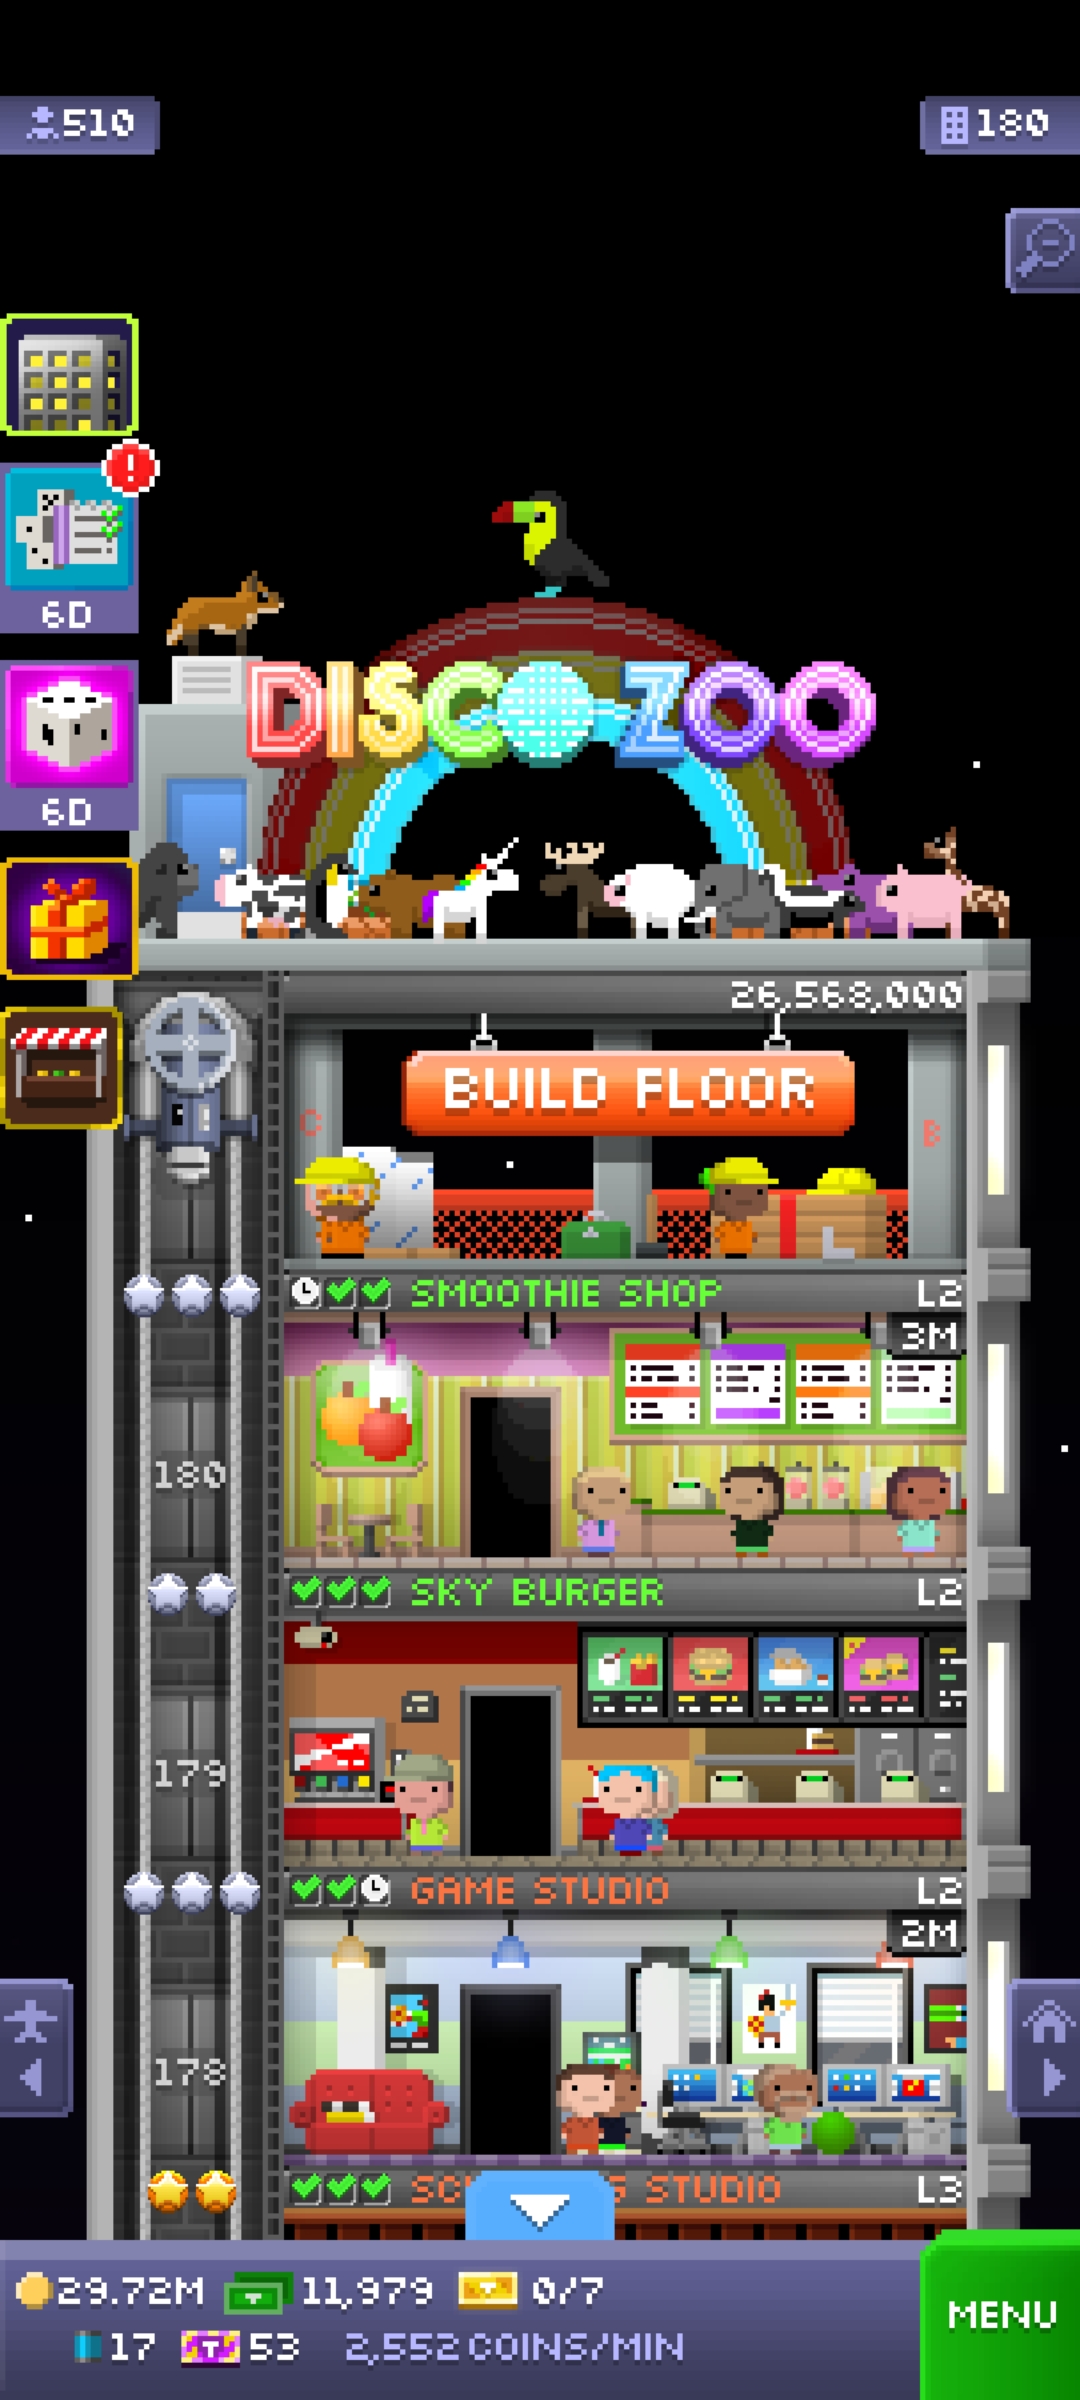 510
180
6D
6D
DISCO ZOO
26,568,000
BUILD FLOOR
C
B
SMOOTHIE SHOP L2
3M
180
SKY BURGER L2
179
GAME STUDIO L2
2M
178
STUDIO L3
29.72M 11,979 0/7
17 53 2,552 COINS/MIN
MENU